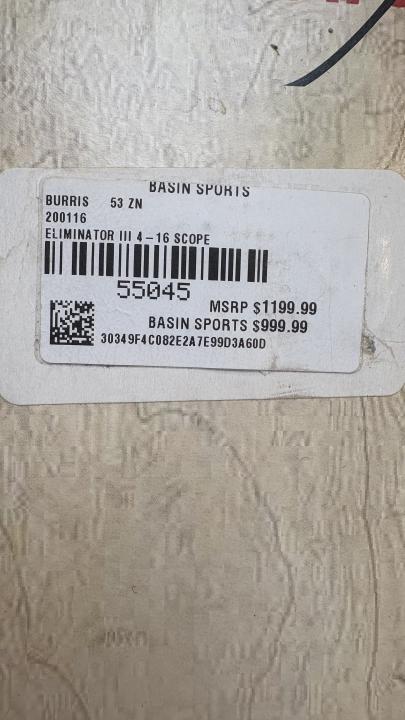 BASIN SPORTS
BURRIS 53 ZN
200116
ELIMINATOR III 4-16 SCOPE
55045
MSRP $1199.99
BASIN SPORTS $999.99
30349F4C082E2A7E99D3A60D